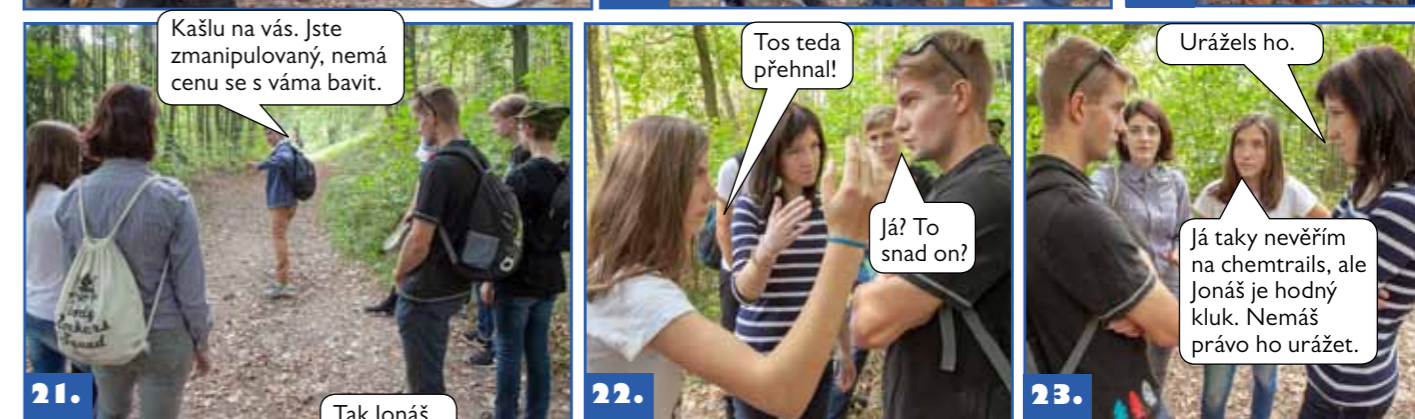 Kašlu na vás. Jste
zmanipulovaný, nemá
cenu se s váma bavit.
21.
Tak Jonáš
Tos teda
přehnal!
Já? To
snad on?
22.
Urážels ho.
Já taky nevěřím
na chemtrails, ale
Jonáš je hodný
kluk. Nemáš
právo ho urážet.
23.